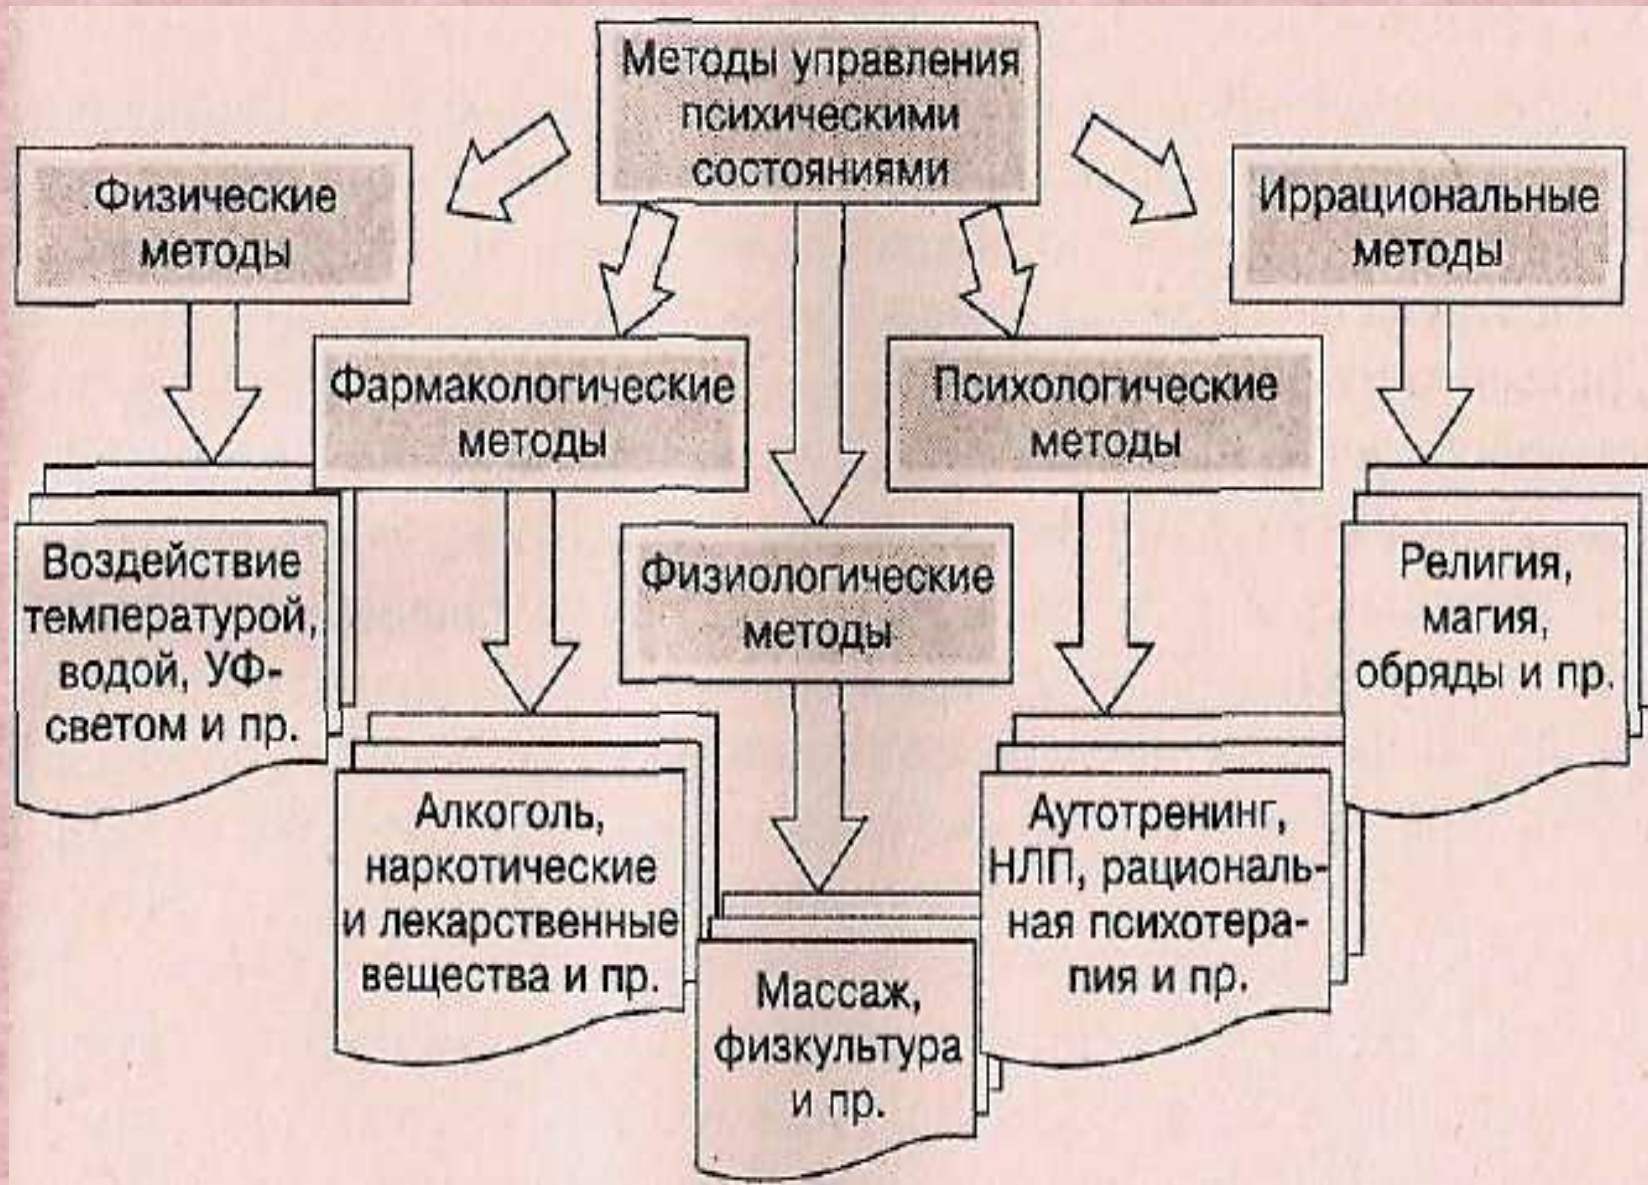 Методы управления
психическими
состояниями
Физические
методы
Иррациональные
методы
Фармакологические
методы
Психологические
методы
Физиологические
методы
Воздействие
температурой,
водой, УФ-
светом и пр.
Алкоголь,
наркотические
и лекарственные
вещества и пр.
Массаж,
физкультура
и пр.
Аутотренинг,
НЛП, рациональ-
ная психотера-
пия и пр.
Религия,
магия,
обряды и пр.